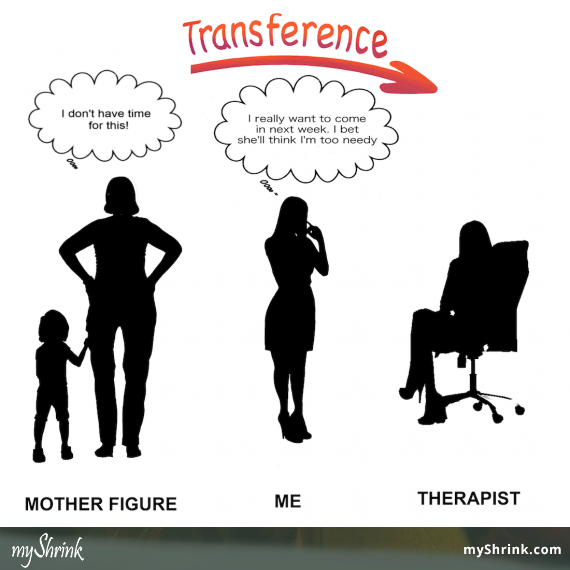 Transference
I don't have time
for this!
I really want to come
in next week. I bet
she'll think I'm too needy
MOTHER FIGURE
ME
THERAPIST
myShrink
myShrink.com